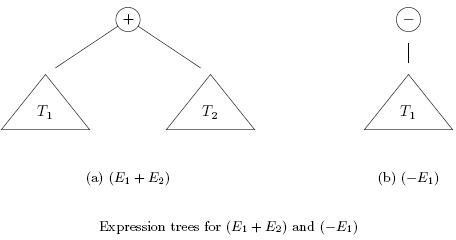 + −
T1 T2 T1
(a) (E1 + E2) (b) (−E1)
Expression trees for (E1 + E2) and (−E1)